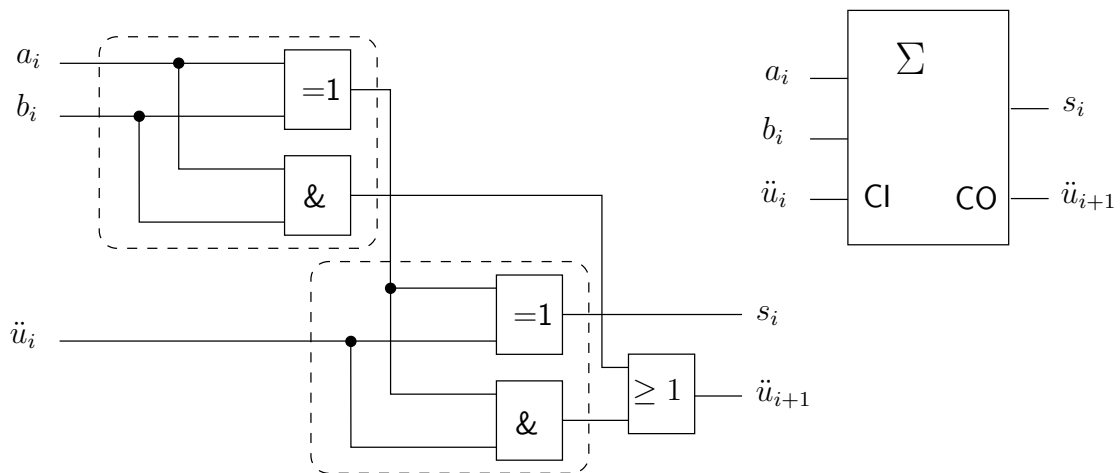 a_i
b_i
=1
&
ü_i
=1
s_i
&
≥ 1
ü_{i+1}
∑
a_i
b_i
ü_i
CI
CO
s_i
ü_{i+1}